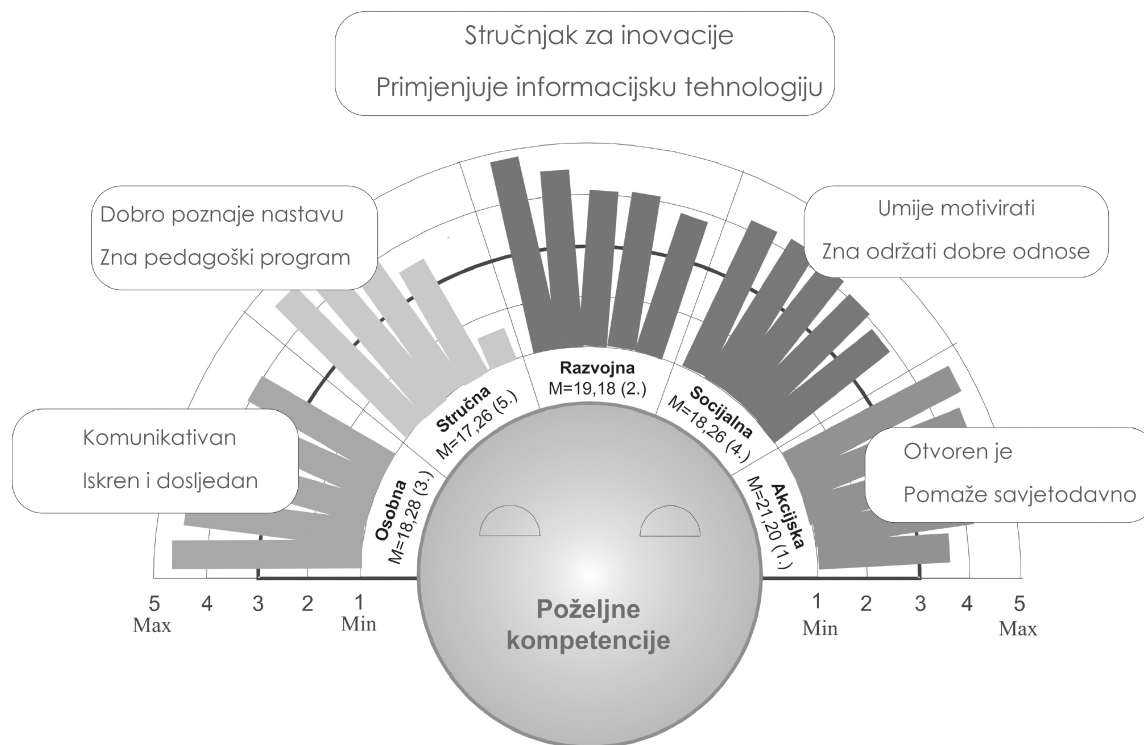 Stručnjak za inovacije
Primjenjuje informacijsku tehnologiju
Dobro poznaje nastavu
Zna pedagoški program
Umije motivirati
Zna održati dobre odnose
Komunikativan
Iskren i dosljedan
Otvoren je
Pomaže savjetodavno
Osobna
M=18,28 (3.)
Stručna
M=17,26 (5.)
Razvojna
M=19,18 (2.)
Socijalna
M=18,26 (4.)
Akcijska
M=21,20 (1.)
5 4 3 2 1
Max Min
1 2 3 4 5
Min Max
Poželjne
kompetencije